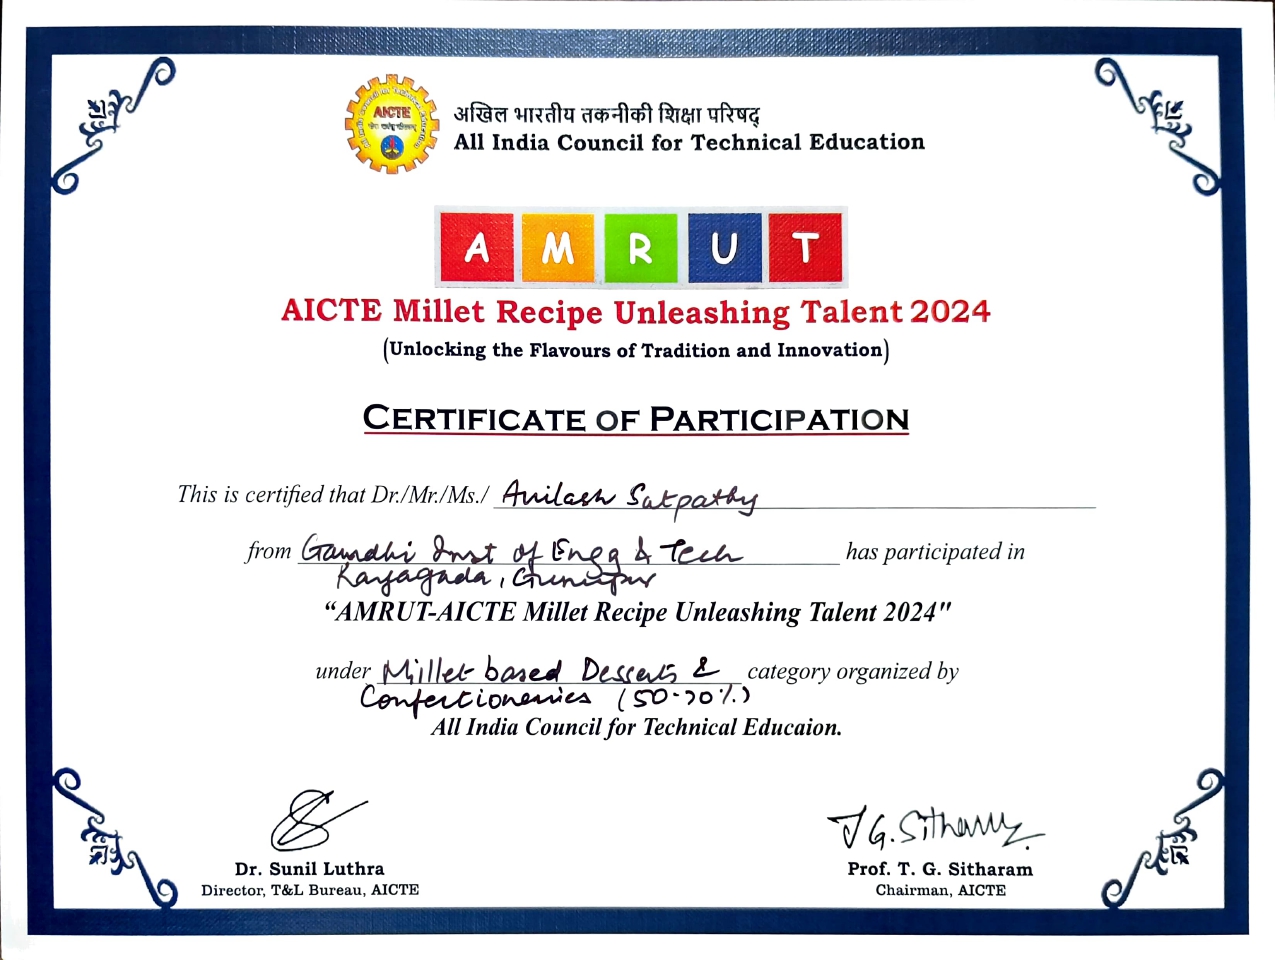 AICTE
अखिल भारतीय तकनीकी शिक्षा परिषद्
All India Council for Technical Education
A M R U T
AICTE Millet Recipe Unleashing Talent 2024
(Unlocking the Flavours of Tradition and Innovation)
CERTIFICATE OF PARTICIPATION
This is certified that Dr./Mr./Ms./ Avilash Satpathy
from Gandhi Inst of Engg & Tech has participated in
Rayagada, Gunupur
“AMRUT-AICTE Millet Recipe Unleashing Talent 2024"
under Millet based Desserts & category organized by
Confectioneries (50-70%)
All India Council for Technical Educaion.
T G. Sitharam
Dr. Sunil Luthra
Prof. T. G. Sitharam
Director, T&L Bureau, AICTE
Chairman, AICTE